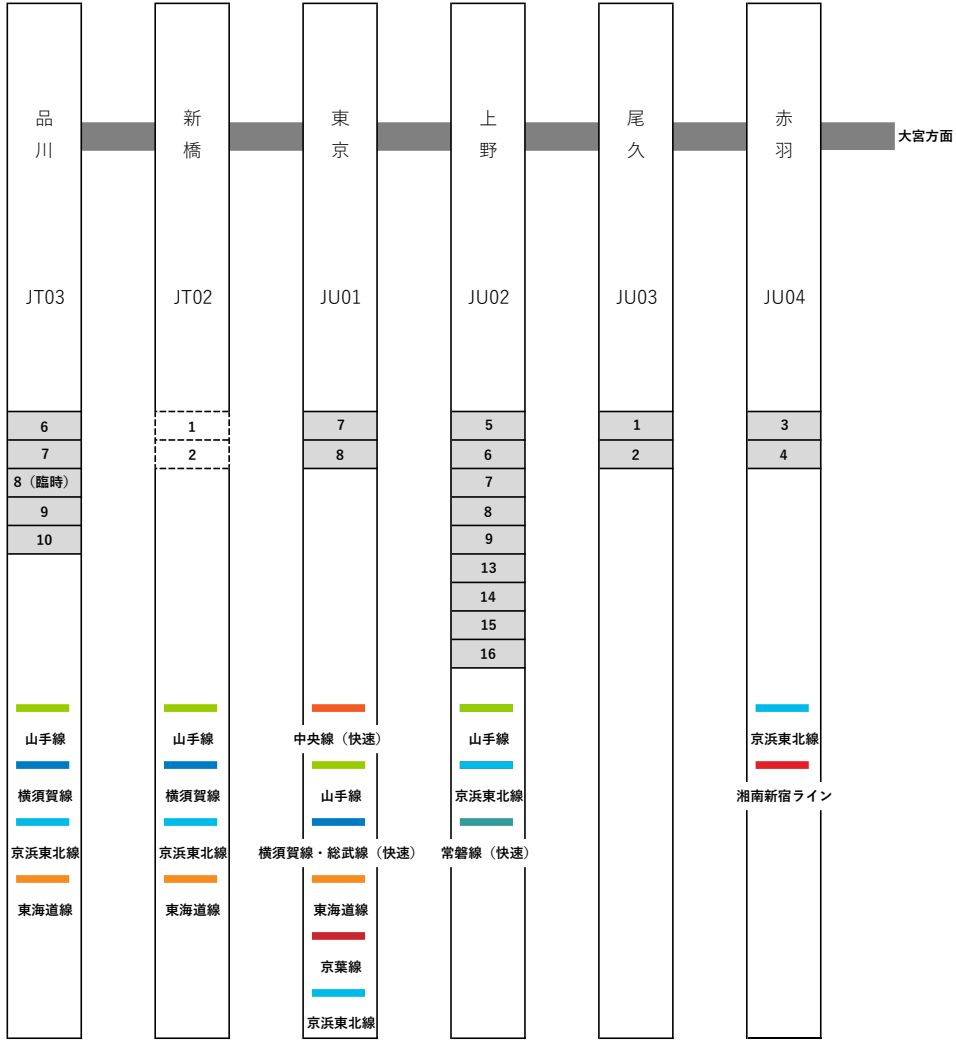 品川
新橋
東京
上野
尾久
赤羽
大宮方面
JT03
JT02
JU01
JU02
JU03
JU04
6
7
8（臨時）
9
10
1
2
7
8
5
6
7
8
9
13
14
15
16
1
2
3
4
山手線
横須賀線
京浜東北線
東海道線
山手線
横須賀線
京浜東北線
東海道線
中央線（快速）
山手線
横須賀線・総武線（快速）
東海道線
京葉線
京浜東北線
山手線
京浜東北線
常磐線（快速）
京浜東北線
湘南新宿ライン